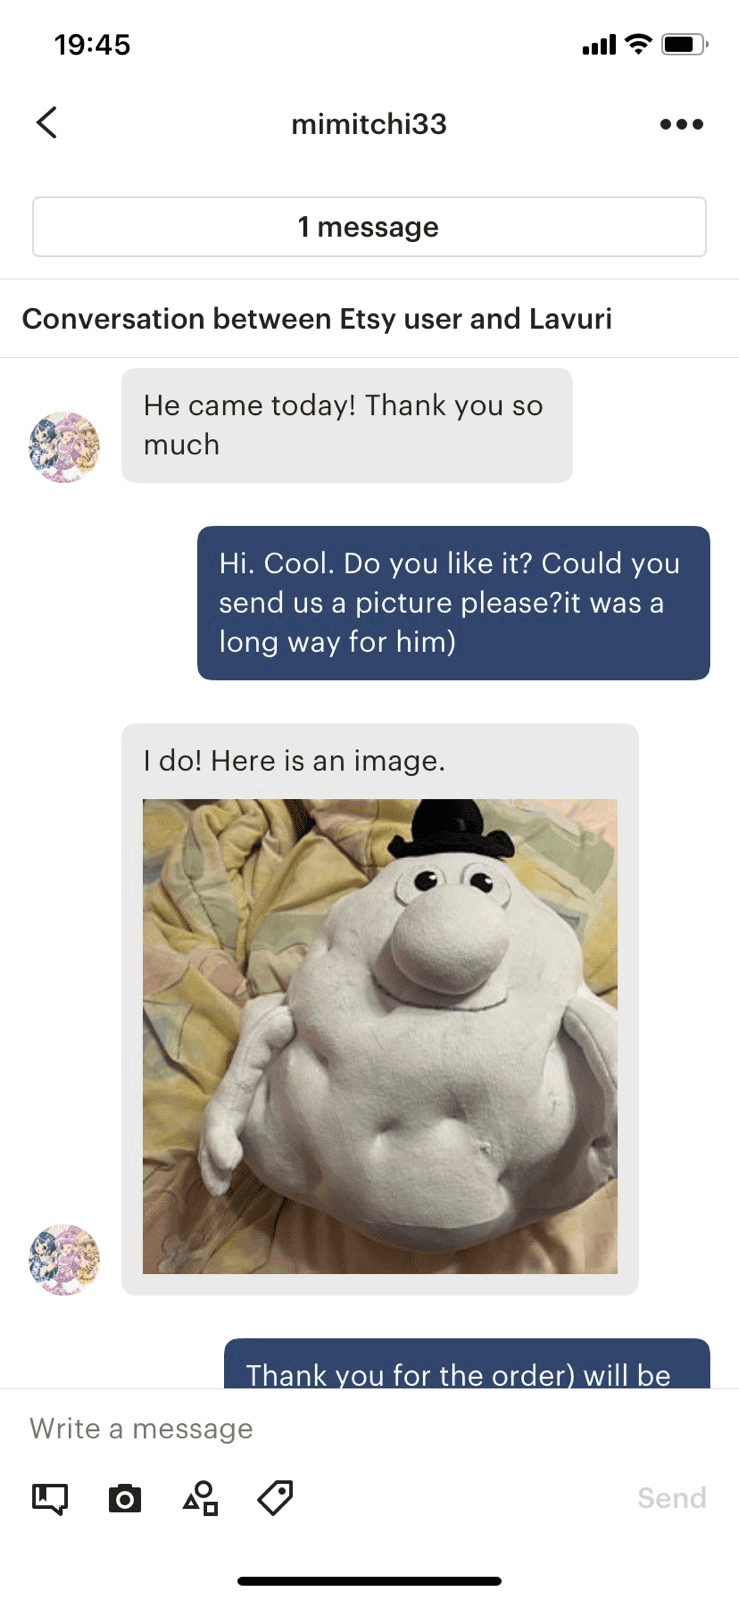 19:45
mimitchi33
1 message
Conversation between Etsy user and Lavuri
He came today! Thank you so
much
Hi. Cool. Do you like it? Could you
send us a picture please?it was a
long way for him)
I do! Here is an image.
Thank you for the order) will be
Write a message
Send